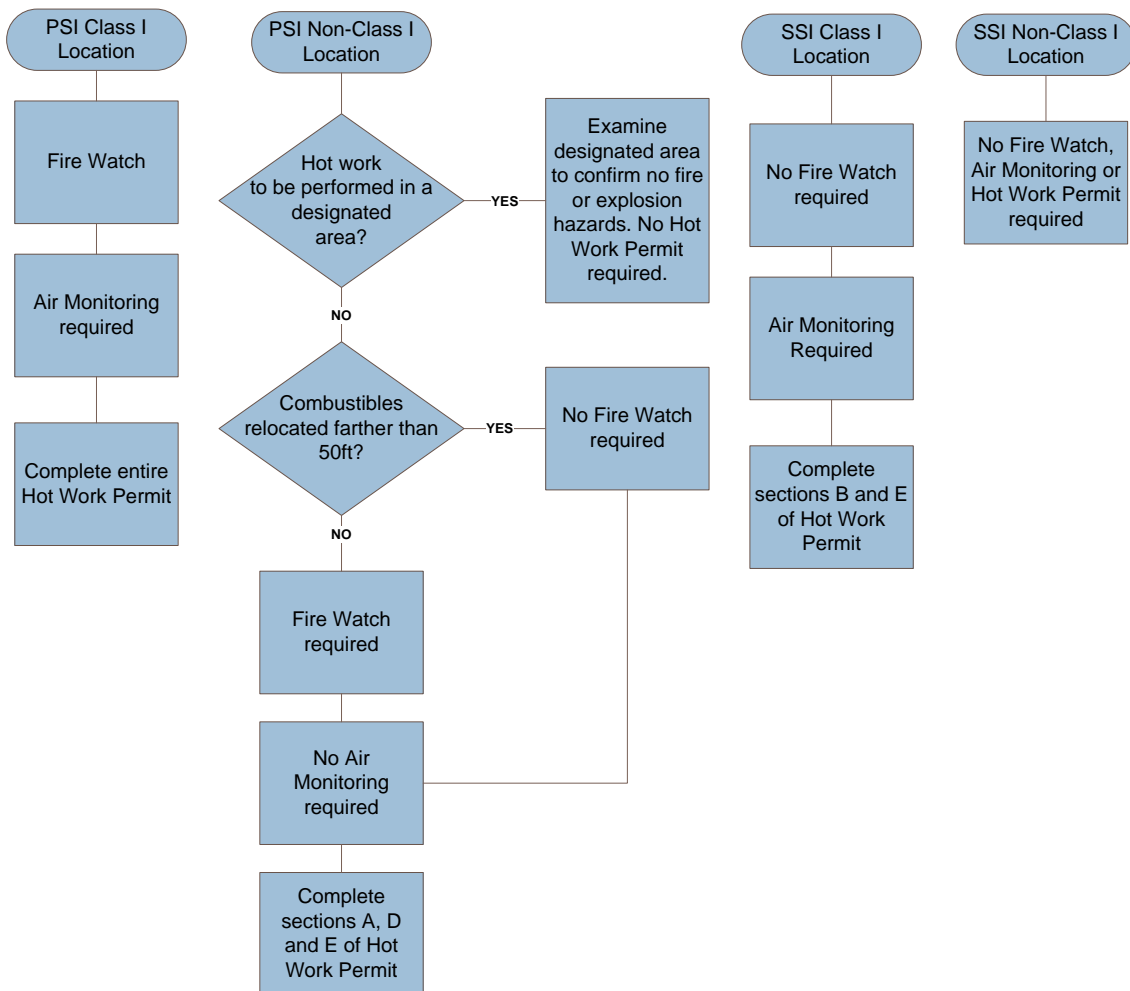 PSI Class I
Location
Fire Watch
Air Monitoring
required
Complete entire
Hot Work Permit
PSI Non-Class I
Location
Hot work
to be performed in a
designated
area?
YES
Examine
designated area
to confirm no fire
or explosion
hazards. No Hot
Work Permit
required.
NO
Combustibles
relocated farther than
50ft?
YES
No Fire Watch
required
NO
Fire Watch
required
No Air
Monitoring
required
Complete
sections A, D
and E of Hot
Work Permit
SSI Class I
Location
No Fire Watch
required
Air Monitoring
Required
Complete
sections B and E
of Hot Work
Permit
SSI Non-Class I
Location
No Fire Watch,
Air Monitoring or
Hot Work Permit
required